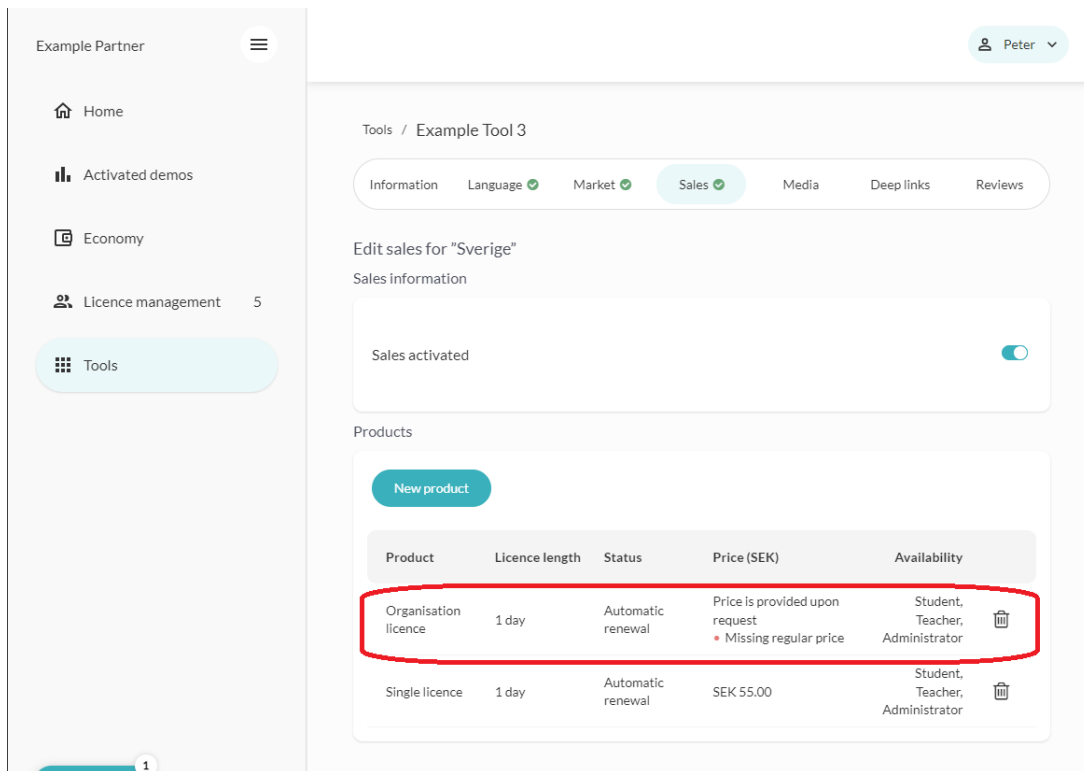 Example Partner
Peter
Home
Activated demos
Economy
Licence management 5
Tools
Tools / Example Tool 3
Information Language Market Sales Media Deep links Reviews
Edit sales for "Sverige"
Sales information
Sales activated
Products
New product
Product Licence length Status Price (SEK) Availability
Organisation
licence
1 day
Automatic
renewal
Price is provided upon
request
• Missing regular price
Student,
Teacher,
Administrator
Single licence
1 day
Automatic
renewal
SEK 55.00
Student,
Teacher,
Administrator
1